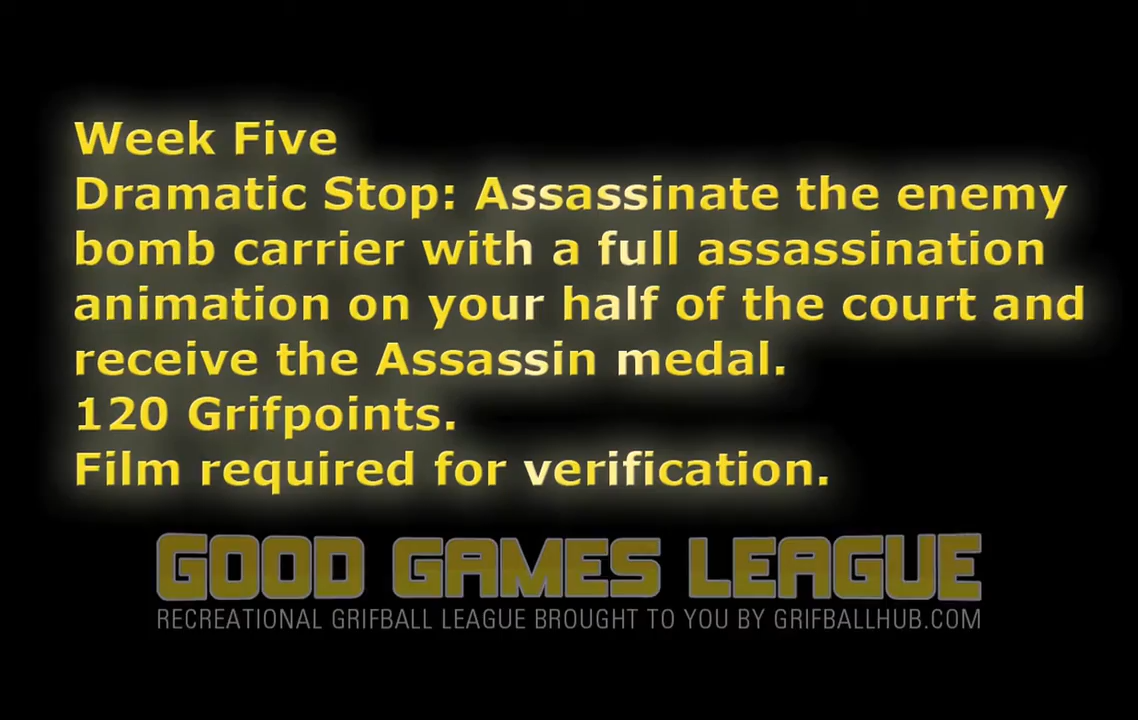 Week Five
Dramatic Stop: Assassinate the enemy
bomb carrier with a full assassination
animation on your half of the court and
receive the Assassin medal.
120 Grifpoints.
Film required for verification.
GOOD GAMES LEAGUE
RECREATIONAL GRIFBALL LEAGUE BROUGHT TO YOU BY GRIFBALLHUB.COM